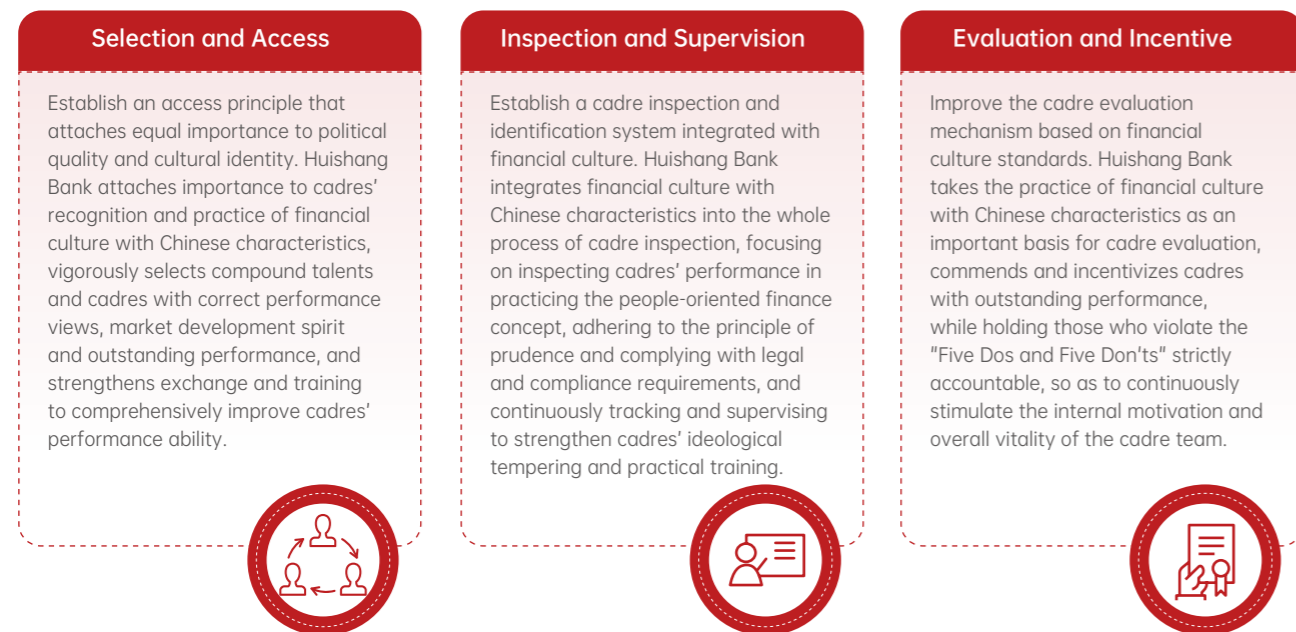 Selection and Access
Establish an access principle that
attaches equal importance to political
quality and cultural identity. Huishang
Bank attaches importance to cadres'
recognition and practice of financial
culture with Chinese characteristics,
vigorously selects compound talents
and cadres with correct performance
views, market development spirit
and outstanding performance, and
strengthens exchange and training
to comprehensively improve cadres'
performance ability.
Inspection and Supervision
Establish a cadre inspection and
identification system integrated with
financial culture. Huishang Bank
integrates financial culture with
Chinese characteristics into the whole
process of cadre inspection, focusing
on inspecting cadres' performance in
practicing the people-oriented finance
concept, adhering to the principle of
prudence and complying with legal
and compliance requirements, and
continuously tracking and supervising
to strengthen cadres' ideological
tempering and practical training.
Evaluation and Incentive
Improve the cadre evaluation
mechanism based on financial
culture standards. Huishang Bank
takes the practice of financial culture
with Chinese characteristics as an
important basis for cadre evaluation,
commends and incentivizes cadres
with outstanding performance,
while holding those who violate the
"Five Dos and Five Don'ts" strictly
accountable, so as to continuously
stimulate the internal motivation and
overall vitality of the cadre team.